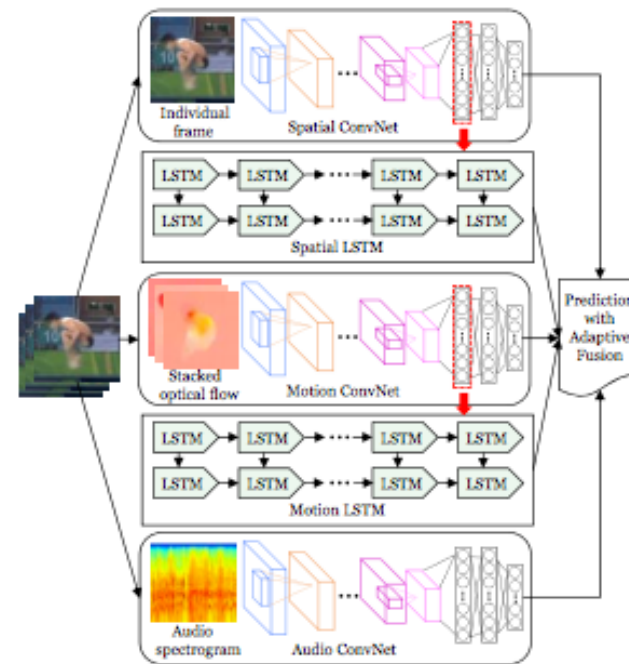 Individual
frame
Spatial ConvNet
LSTM LSTM LSTM LSTM
LSTM LSTM LSTM LSTM
Spatial LSTM
Stacked
optical flow
Motion ConvNet
LSTM LSTM LSTM LSTM
LSTM LSTM LSTM LSTM
Motion LSTM
Audio
spectrogram
Audio ConvNet
Prediction
with
Adaptive
Fusion